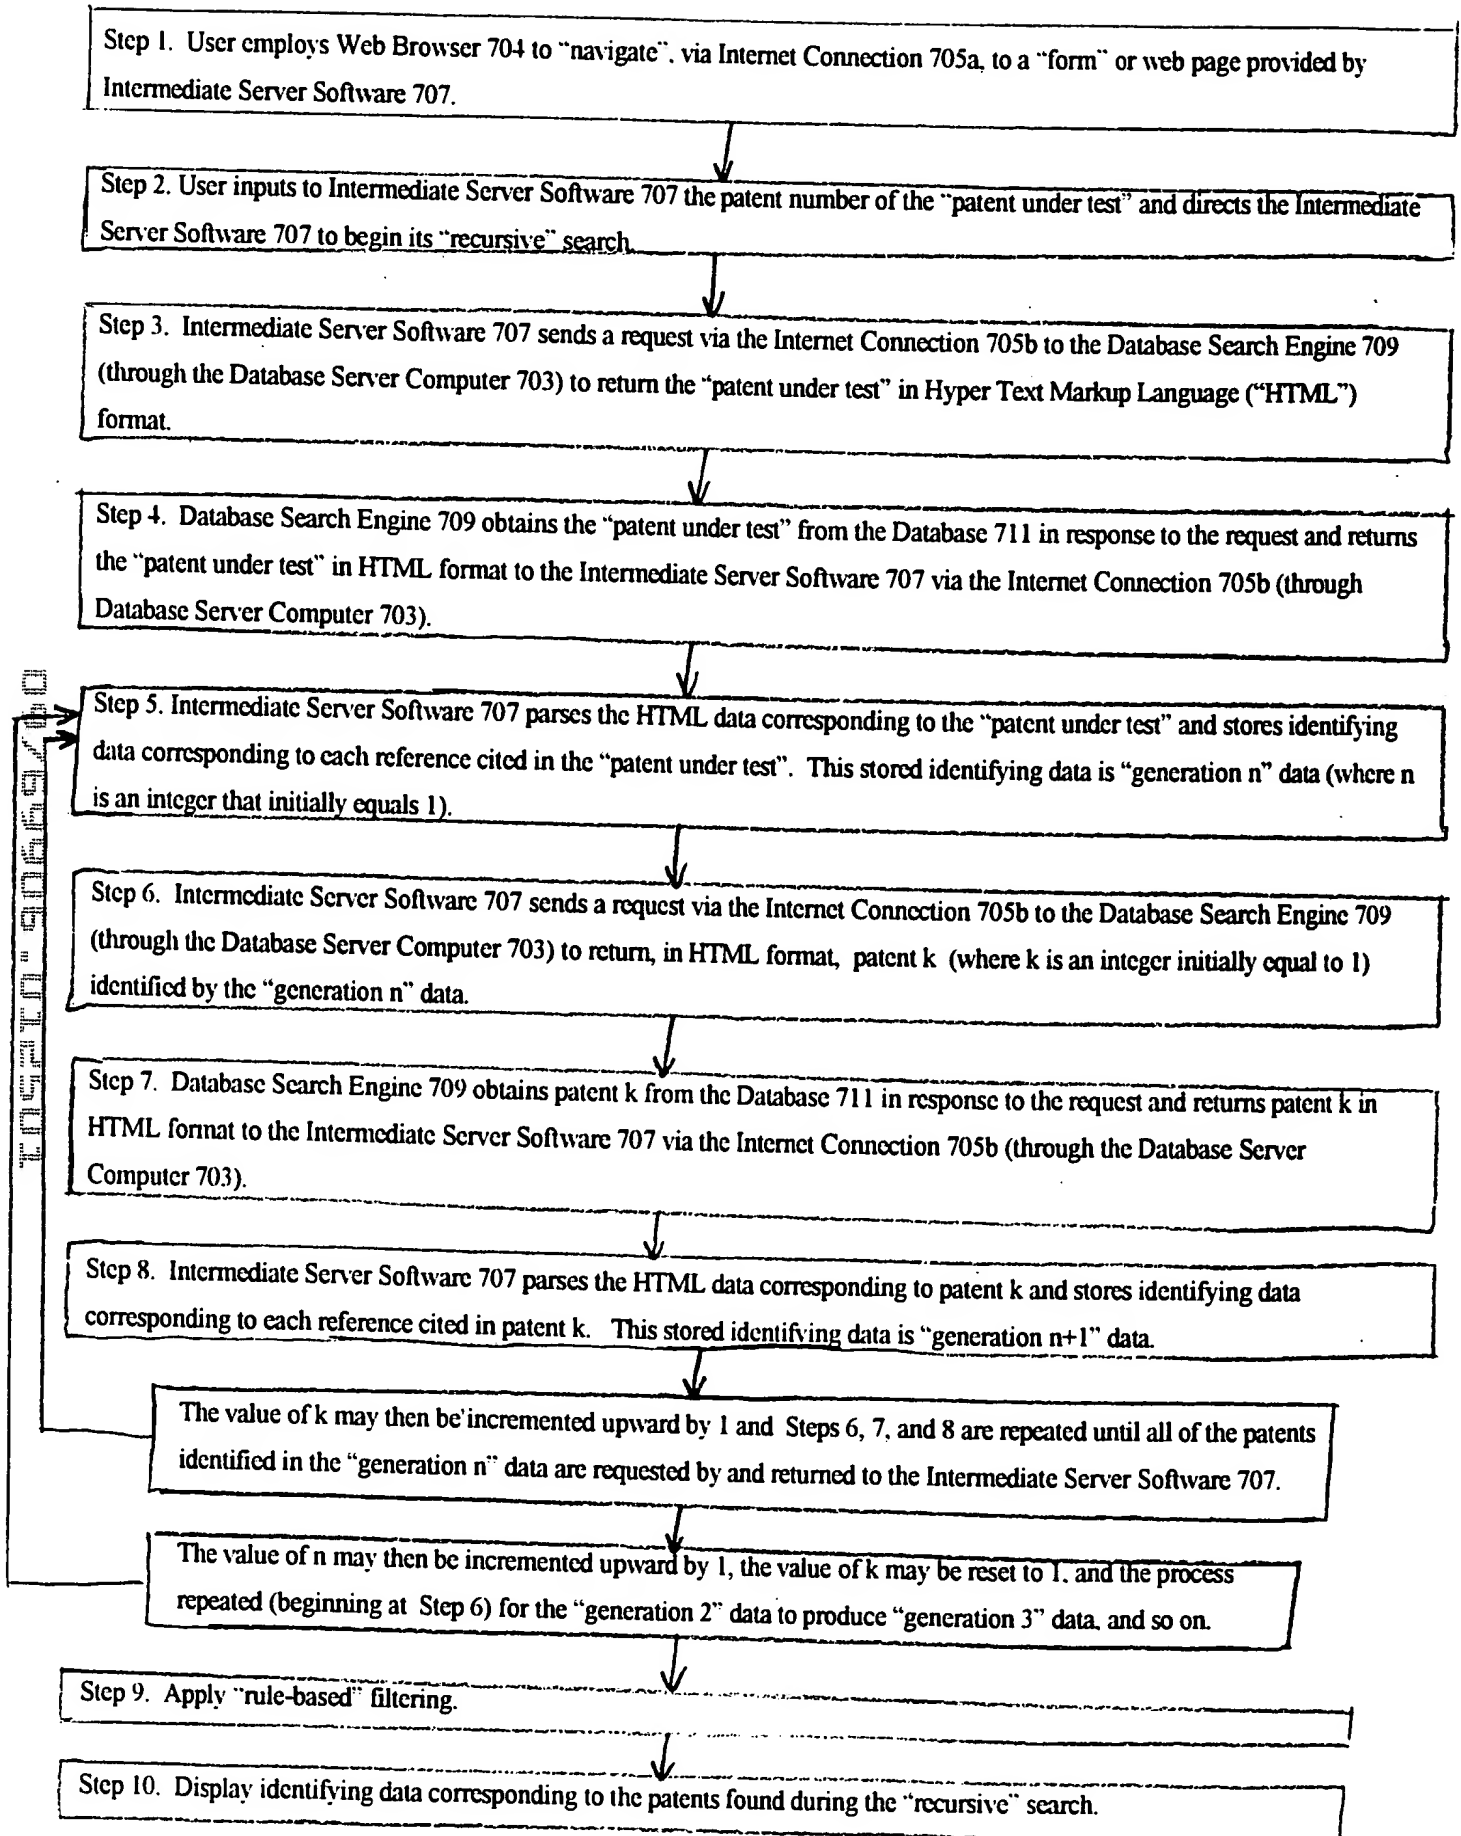 Step 1. User employs Web Browser 704 to “navigate”. via Internet Connection 705a, to a “form” or web page provided by
Intermediate Server Software 707.
Step 2. User inputs to Intermediate Server Software 707 the patent number of the “patent under test” and directs the Intermediate
Server Software 707 to begin its “recursive” search.
Step 3. Intermediate Server Software 707 sends a request via the Internet Connection 705b to the Database Search Engine 709
(through the Database Server Computer 703) to return the “patent under test” in Hyper Text Markup Language (“HTML”)
format.
Step 4. Database Search Engine 709 obtains the “patent under test” from the Database 711 in response to the request and returns
the “patent under test” in HTML format to the Intermediate Server Software 707 via the Internet Connection 705b (through
Database Server Computer 703).
Step 5. Intermediate Server Software 707 parses the HTML data corresponding to the “patent under test” and stores identifying
data corresponding to each reference cited in the “patent under test”. This stored identifying data is “generation n” data (where n
is an integer that initially equals 1).
Step 6. Intermediate Server Software 707 sends a request via the Internet Connection 705b to the Database Search Engine 709
(through the Database Server Computer 703) to return, in HTML format, patent k (where k is an integer initially equal to 1)
identified by the “generation n” data.
Step 7. Database Search Engine 709 obtains patent k from the Database 711 in response to the request and returns patent k in
HTML format to the Intermediate Server Software 707 via the Internet Connection 705b (through the Database Server
Computer 703).
Step 8. Intermediate Server Software 707 parses the HTML data corresponding to patent k and stores identifying data
corresponding to each reference cited in patent k. This stored identifying data is “generation n+1” data.
The value of k may then be incremented upward by 1 and Steps 6, 7, and 8 are repeated until all of the patents
identified in the “generation n” data are requested by and returned to the Intermediate Server Software 707.
The value of n may then be incremented upward by 1, the value of k may be reset to 1. and the process
repeated (beginning at Step 6) for the “generation 2” data to produce “generation 3” data, and so on.
Step 9. Apply “rule-based” filtering.
Step 10. Display identifying data corresponding to the patents found during the “recursive” search.